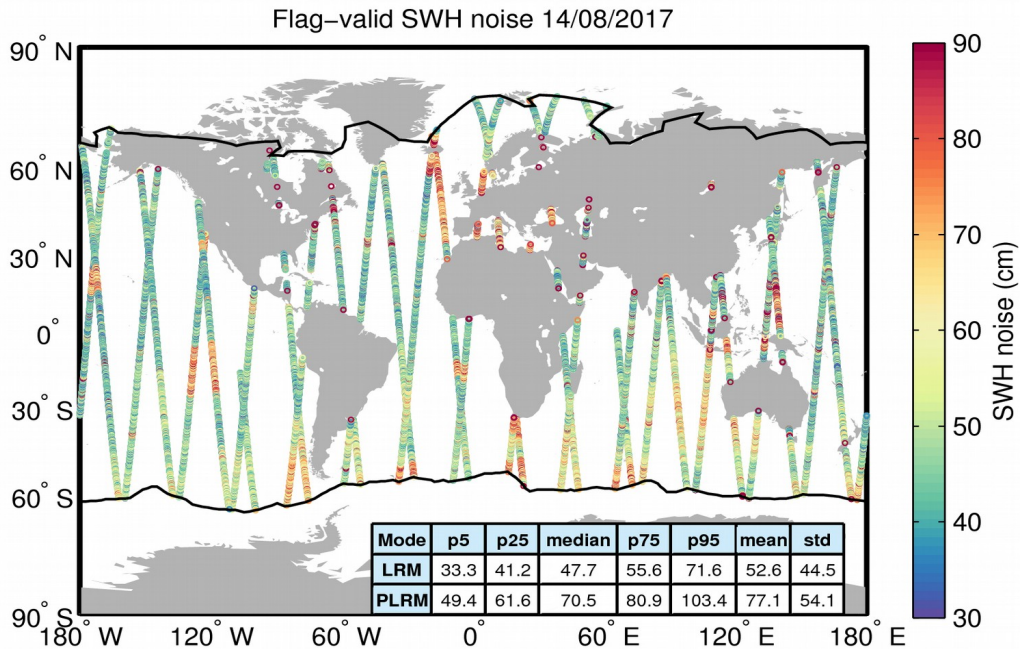 Flag−valid SWH noise 14/08/2017
90° N
60° N
30° N
0°
30° S
60° S
90° S
180° W
120° W
60° W
0°
60° E
120° E
180° E
Mode p5 p25 median p75 p95 mean std
LRM 33.3 41.2 47.7 55.6 71.6 52.6 44.5
PLRM 49.4 61.6 70.5 80.9 103.4 77.1 54.1
90
80
70
60
50
40
30
SWH noise (cm)